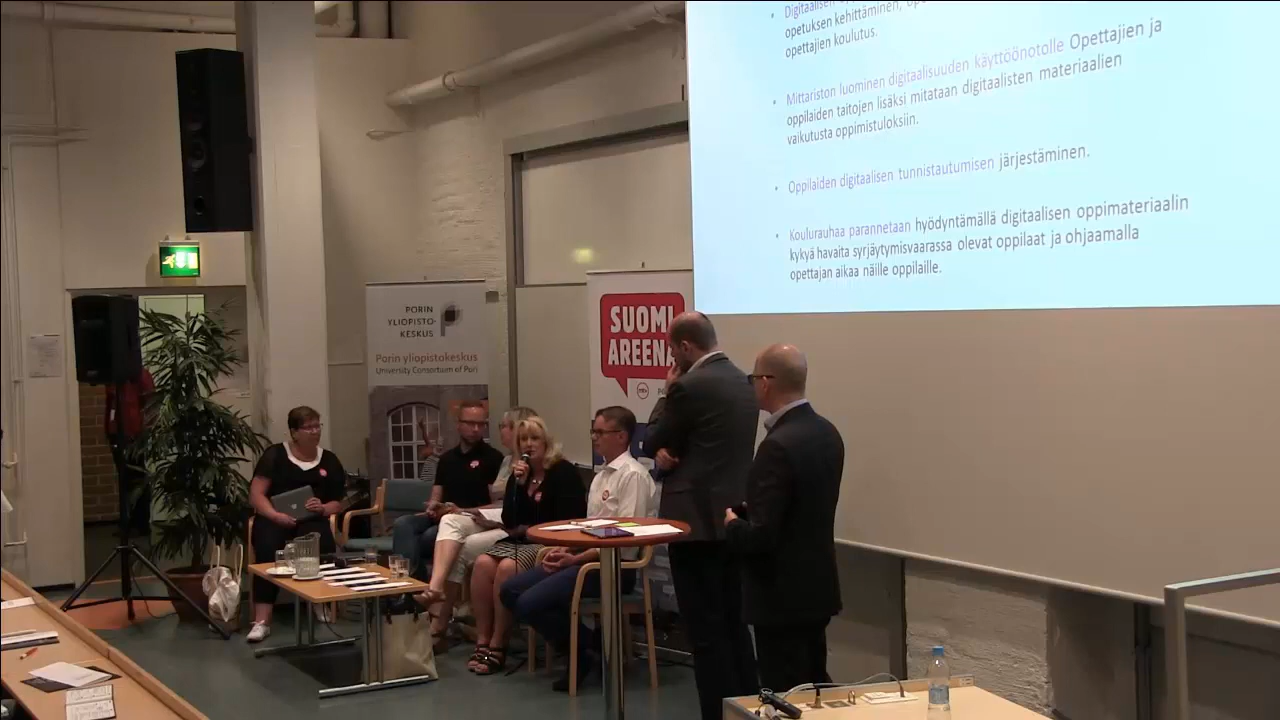 Digitaalisen
opetuksen kehittäminen,
opettajien koulutus.
Mittariston luominen digitaalisuuden käyttöönotolle Opettajien ja
oppilaiden taitojen lisäksi mitataan digitaalisten materiaalien
vaikutusta oppimistuloksiin.
Oppilaiden digitaalisen tunnistautumisen järjestäminen.
Koulurauhaa parannetaan hyödyntämällä digitaalisen oppimateriaalin
kykyä havaita syrjäytymisvaarassa olevat oppilaat ja ohjaamalla
opettajan aikaa näille oppilaille.
PORIN
YLIOPISTO-
KESKUS
Porin yliopistokeskus
University Consortium of Pori
SUOMI
AREENA